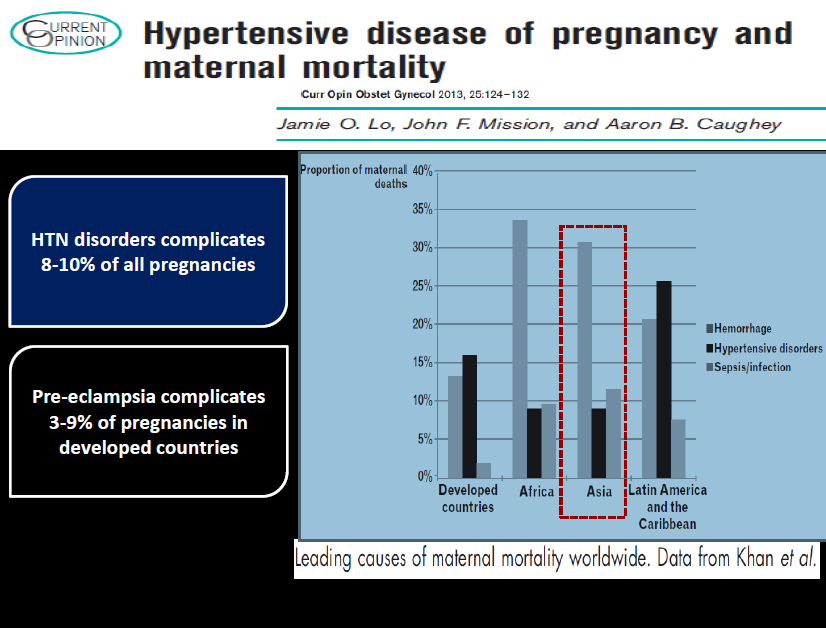 CURRENT
OPINION
Hypertensive disease of pregnancy and
maternal mortality
Curr Opin Obstet Gynecol 2013, 25:124–132
Jamie O. Lo, John F. Mission, and Aaron B. Caughey
HTN disorders complicates
8-10% of all pregnancies
Pre-eclampsia complicates
3-9% of pregnancies in
developed countries
Proportion of maternal
deaths
40%
35%
30%
25%
20%
15%
10%
5%
0%
Developed
countries
Africa
Asia
Latin America
and the
Caribbean
Hemorrhage
Hypertensive disorders
Sepsis/infection
Leading causes of maternal mortality worldwide. Data from Khan et al.